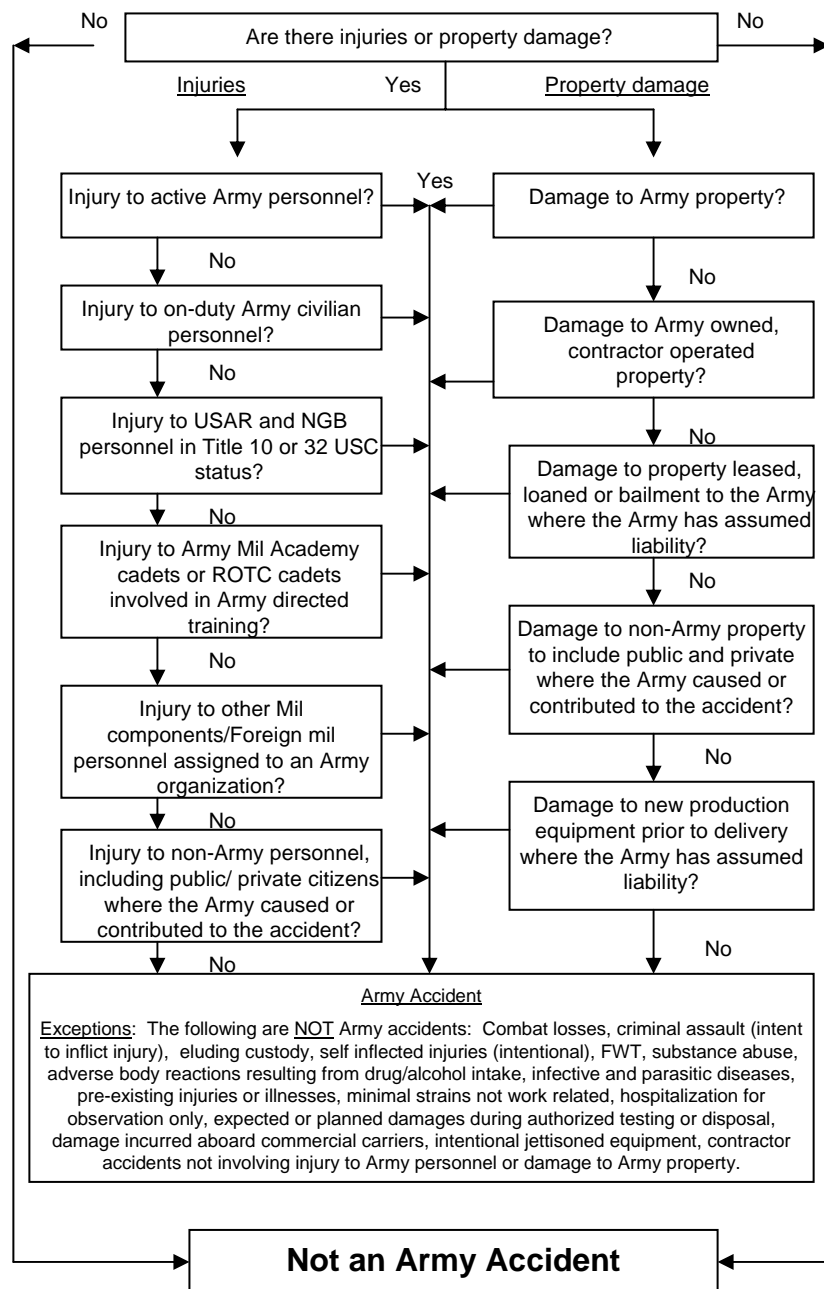 No
Are there injuries or property damage?
No
Injuries
Yes
Property damage
Injury to active Army personnel?
Yes
Damage to Army property?
No
No
Injury to on-duty Army civilian
personnel?
Damage to Army owned,
contractor operated
property?
No
No
Injury to USAR and NGB
personnel in Title 10 or 32 USC
status?
Damage to property leased,
loaned or bailment to the Army
where the Army has assumed
liability?
No
No
Injury to Army Mil Academy
cadets or ROTC cadets
involved in Army directed
training?
Damage to non-Army property
to include public and private
where the Army caused or
contributed to the accident?
No
No
Injury to other Mil
components/Foreign mil
personnel assigned to an Army
organization?
Damage to new production
equipment prior to delivery
where the Army has assumed
liability?
No
Injury to non-Army personnel,
including public/ private citizens
where the Army caused or
contributed to the accident?
No
No
Army Accident
Exceptions: The following are NOT Army accidents: Combat losses, criminal assault (intent
to inflict injury), eluding custody, self inflected injuries (intentional), FWT, substance abuse,
adverse body reactions resulting from drug/alcohol intake, infective and parasitic diseases,
pre-existing injuries or illnesses, minimal strains not work related, hospitalization for
observation only, expected or planned damages during authorized testing or disposal,
damage incurred aboard commercial carriers, intentional jettisoned equipment, contractor
accidents not involving injury to Army personnel or damage to Army property.
Not an Army Accident